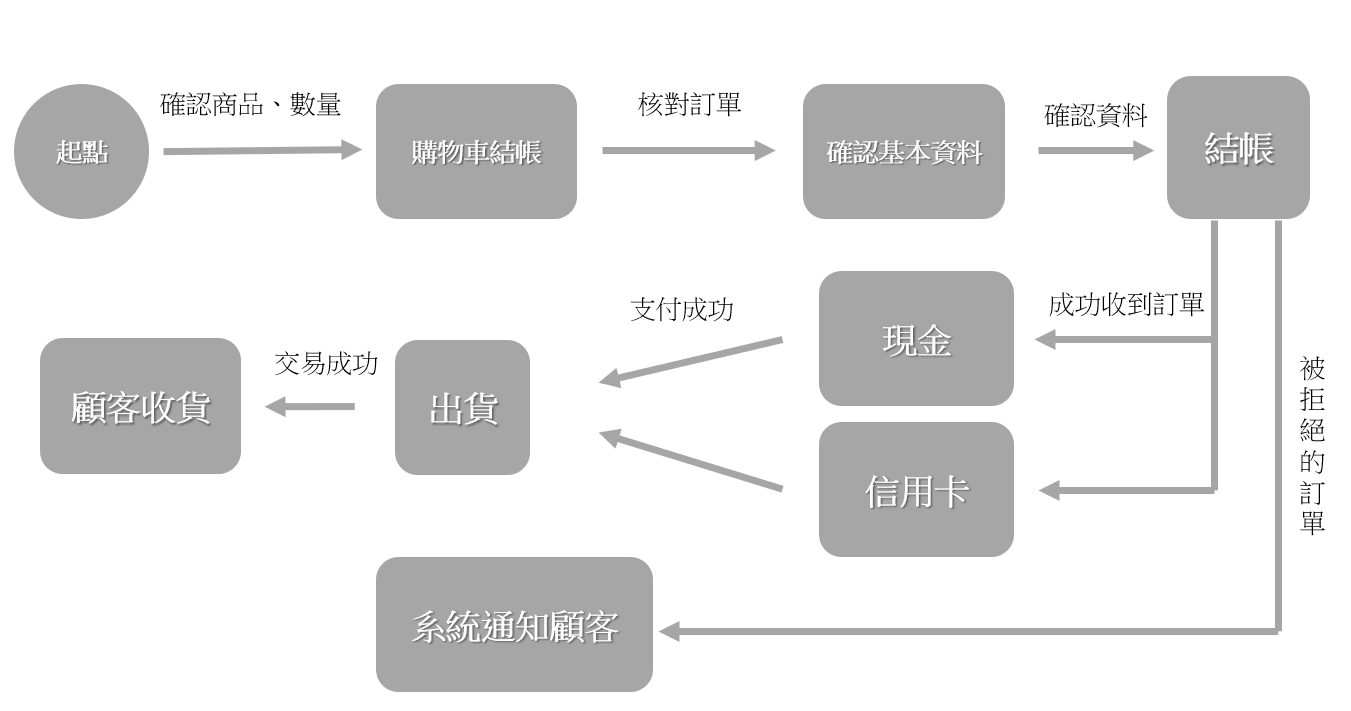 確認商品、數量
核對訂單
確認資料
起點
購物車結帳
確認基本資料
結帳
支付成功
成功收到訂單
現金
交易成功
顧客收貨
出貨
信用卡
被拒絕的訂單
系統通知顧客